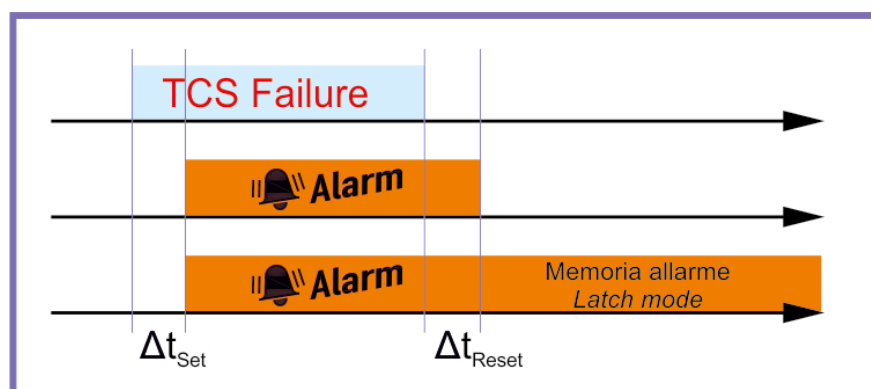 TCS Failure
Alarm
Alarm
Memoria allarme
Latch mode
Δt Set
Δt Reset